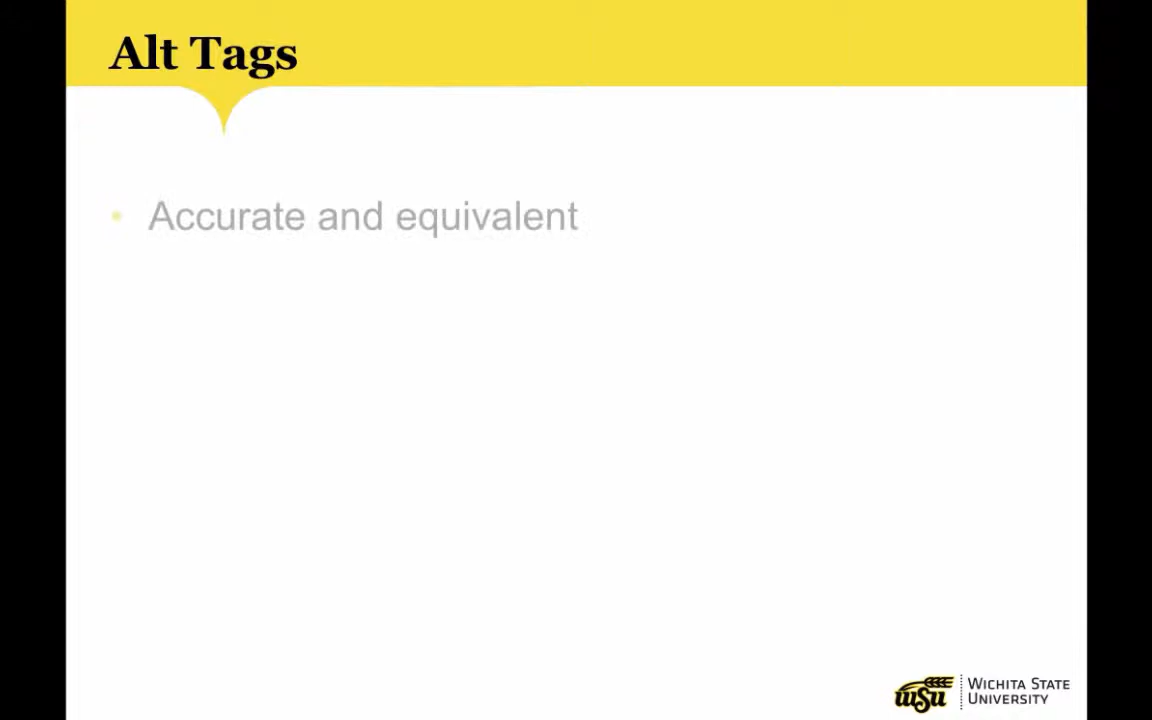 Alt Tags
• Accurate and equivalent
wsu
WICHITA STATE
UNIVERSITY